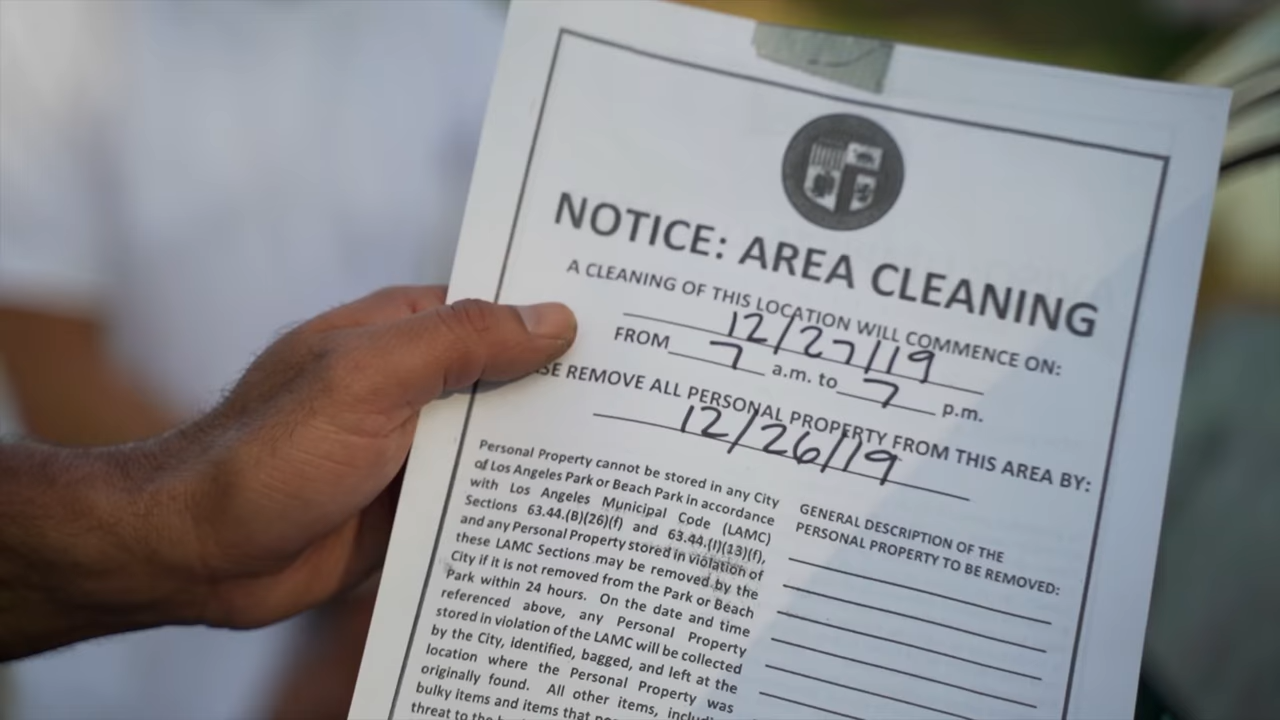 NOTICE: AREA CLEANING
A CLEANING OF THIS LOCATION WILL COMMENCE ON:
12/27/19
FROM 7 a.m. to 7 p.m.
SE REMOVE ALL PERSONAL PROPERTY FROM THIS AREA BY:
12/26/19
Personal Property cannot be stored in any City
of Los Angeles Park or Beach Park in accordance
with Los Angeles Municipal Code (LAMC)
Sections 63.44.(B)(26)(f) and 63.44.(I)(13)(f),
and any Personal Property stored in violation of
these LAMC Sections may be removed by the
City if it is not removed from the Park or Beach
Park within 24 hours. On the date and time
referenced above, any Personal Property
stored in violation of the LAMC will be collected
by the City, identified, bagged, and left at the
location where the Personal Property was
originally found. All other items,
bulky items and items that
threat to the
GENERAL DESCRIPTION OF THE
PERSONAL PROPERTY TO BE REMOVED: